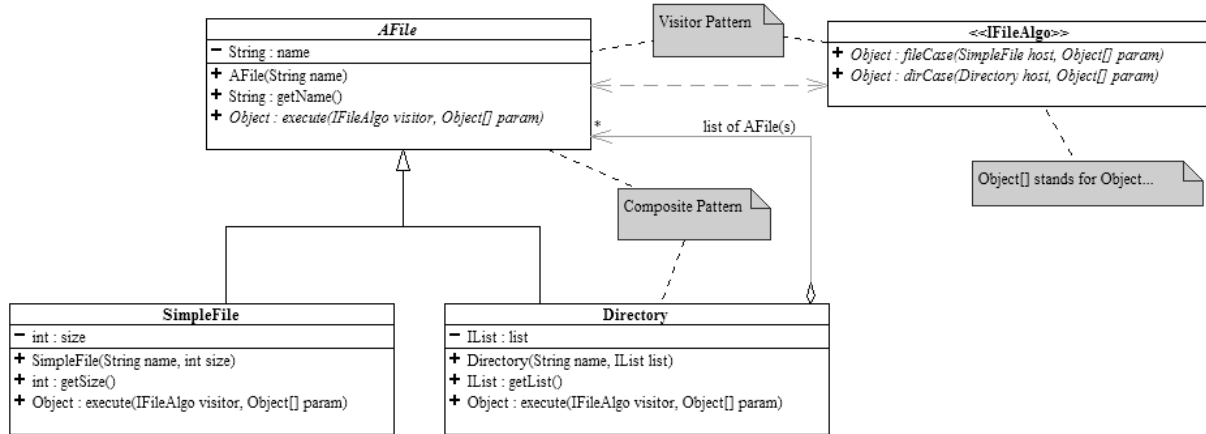 AFile
− String : name
+ AFile(String name)
+ String : getName()
+ Object : execute(IFileAlgo visitor, Object[] param)
Visitor Pattern
<<IFileAlgo>>
+ Object : fileCase(SimpleFile host, Object[] param)
+ Object : dirCase(Directory host, Object[] param)
*
list of AFile(s)
Object[] stands for Object...
Composite Pattern
SimpleFile
− int : size
+ SimpleFile(String name, int size)
+ int : getSize()
+ Object : execute(IFileAlgo visitor, Object[] param)
Directory
− IList : list
+ Directory(String name, IList list)
+ IList : getList()
+ Object : execute(IFileAlgo visitor, Object[] param)